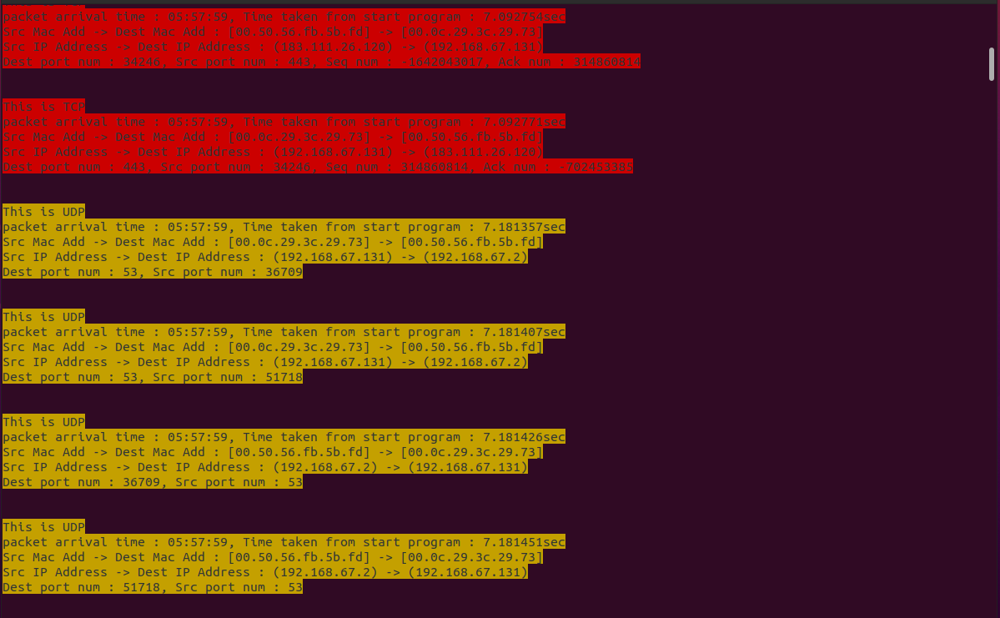 packet arrival time : 05:57:59, Time taken from start program : 7.092754sec
Src Mac Add -> Dest Mac Add : [00.50.56.fb.5b.fd] -> [00.0c.29.3c.29.73]
Src IP Address -> Dest IP Address : (183.111.26.120) -> (192.168.67.131)
Dest port num : 34246, Src port num : 443, Seq num : -1642043017, Ack num : 314860814
This is TCP
packet arrival time : 05:57:59, Time taken from start program : 7.092771sec
Src Mac Add -> Dest Mac Add : [00.0c.29.3c.29.73] -> [00.50.56.fb.5b.fd]
Src IP Address -> Dest IP Address : (192.168.67.131) -> (183.111.26.120)
Dest port num : 443, Src port num : 34246, Seq num : 314860814, Ack num : -702453385
This is UDP
packet arrival time : 05:57:59, Time taken from start program : 7.181357sec
Src Mac Add -> Dest Mac Add : [00.0c.29.3c.29.73] -> [00.50.56.fb.5b.fd]
Src IP Address -> Dest IP Address : (192.168.67.131) -> (192.168.67.2)
Dest port num : 53, Src port num : 36709
This is UDP
packet arrival time : 05:57:59, Time taken from start program : 7.181407sec
Src Mac Add -> Dest Mac Add : [00.0c.29.3c.29.73] -> [00.50.56.fb.5b.fd]
Src IP Address -> Dest IP Address : (192.168.67.131) -> (192.168.67.2)
Dest port num : 53, Src port num : 51718
This is UDP
packet arrival time : 05:57:59, Time taken from start program : 7.181426sec
Src Mac Add -> Dest Mac Add : [00.50.56.fb.5b.fd] -> [00.0c.29.3c.29.73]
Src IP Address -> Dest IP Address : (192.168.67.2) -> (192.168.67.131)
Dest port num : 36709, Src port num : 53
This is UDP
packet arrival time : 05:57:59, Time taken from start program : 7.181451sec
Src Mac Add -> Dest Mac Add : [00.50.56.fb.5b.fd] -> [00.0c.29.3c.29.73]
Src IP Address -> Dest IP Address : (192.168.67.2) -> (192.168.67.131)
Dest port num : 51718, Src port num : 53